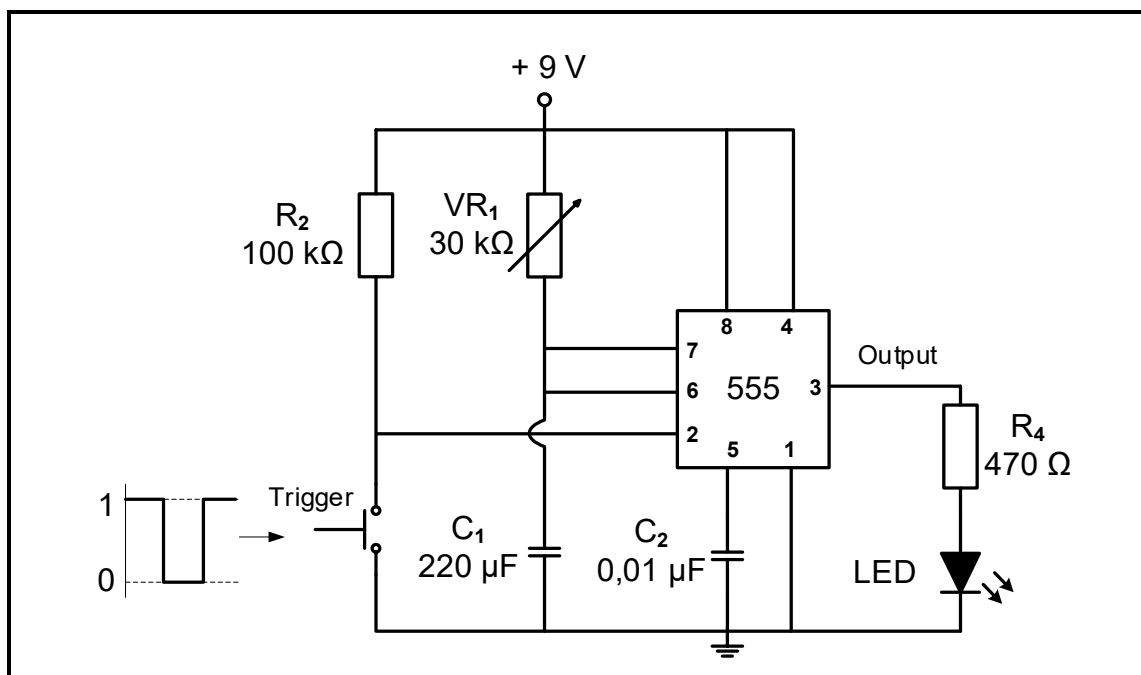 + 9 V
R₂
100 kΩ
VR₁
30 kΩ
8 4
7
6
2
555
3
5 1
Output
R₄
470 Ω
1
0
Trigger
C₁
220 µF
C₂
0,01 µF
LED